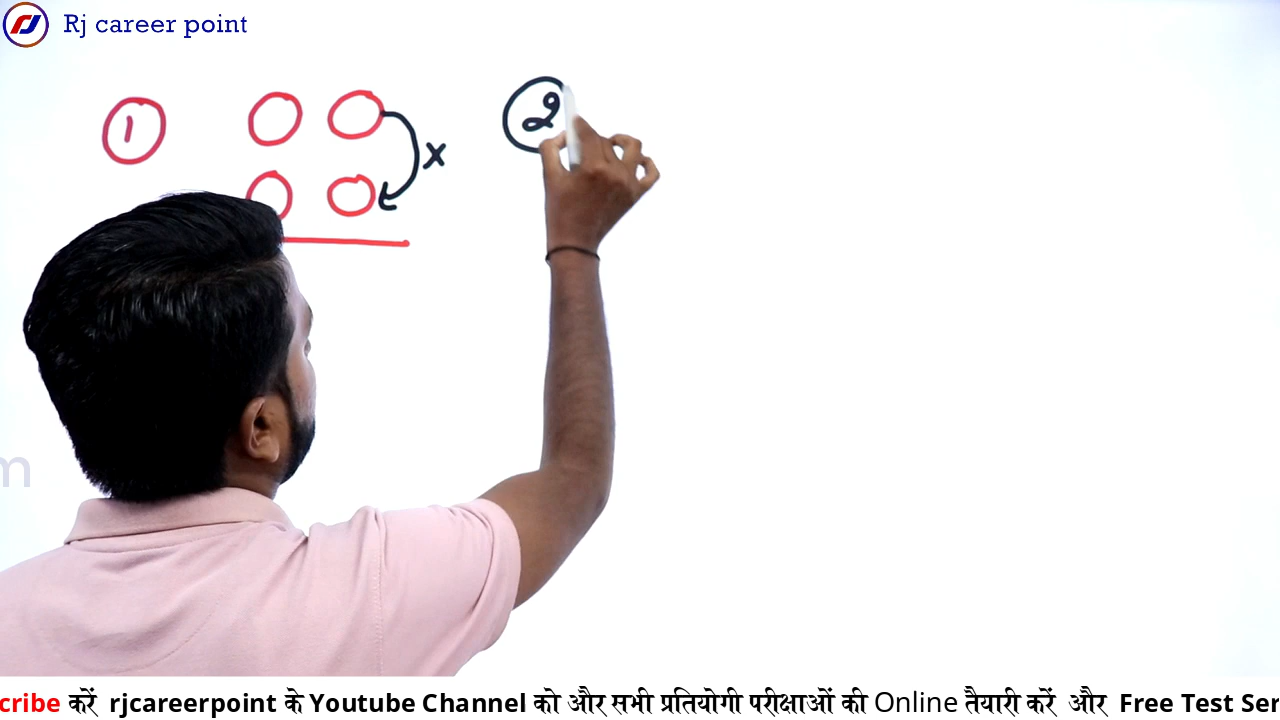 Rj career point
1
x
2
m
cribe करें rjcareerpoint के Youtube Channel को और सभी प्रतियोगी परीक्षाओं की Online तैयारी करें और Free Test Ser